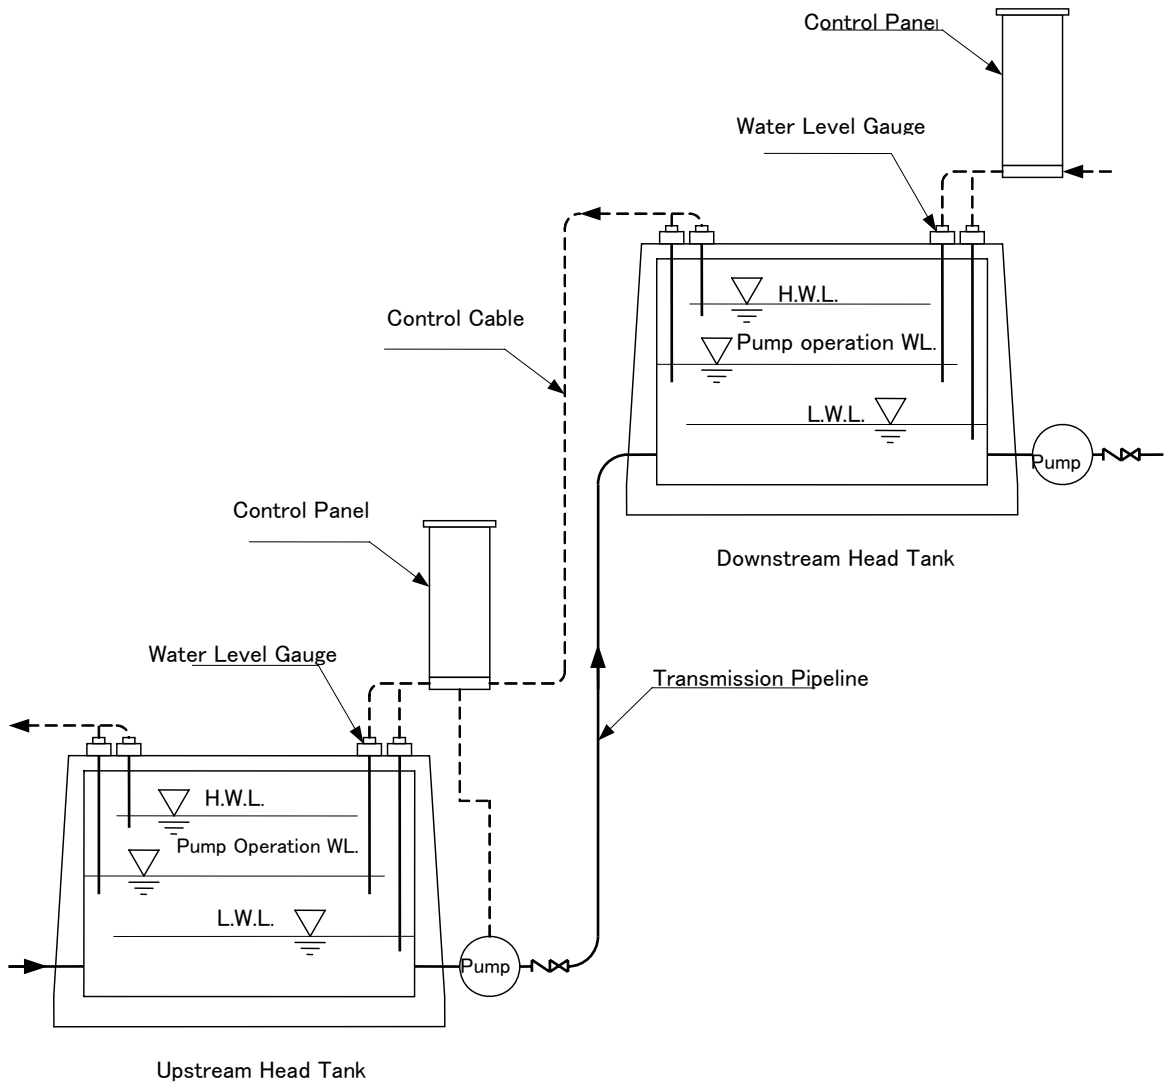 Control Panel
Water Level Gauge
H.W.L.
Control Cable
Pump operation WL.
L.W.L.
Pump
Control Panel
Downstream Head Tank
Water Level Gauge
Transmission Pipeline
H.W.L.
Pump Operation WL.
L.W.L.
Pump
Upstream Head Tank